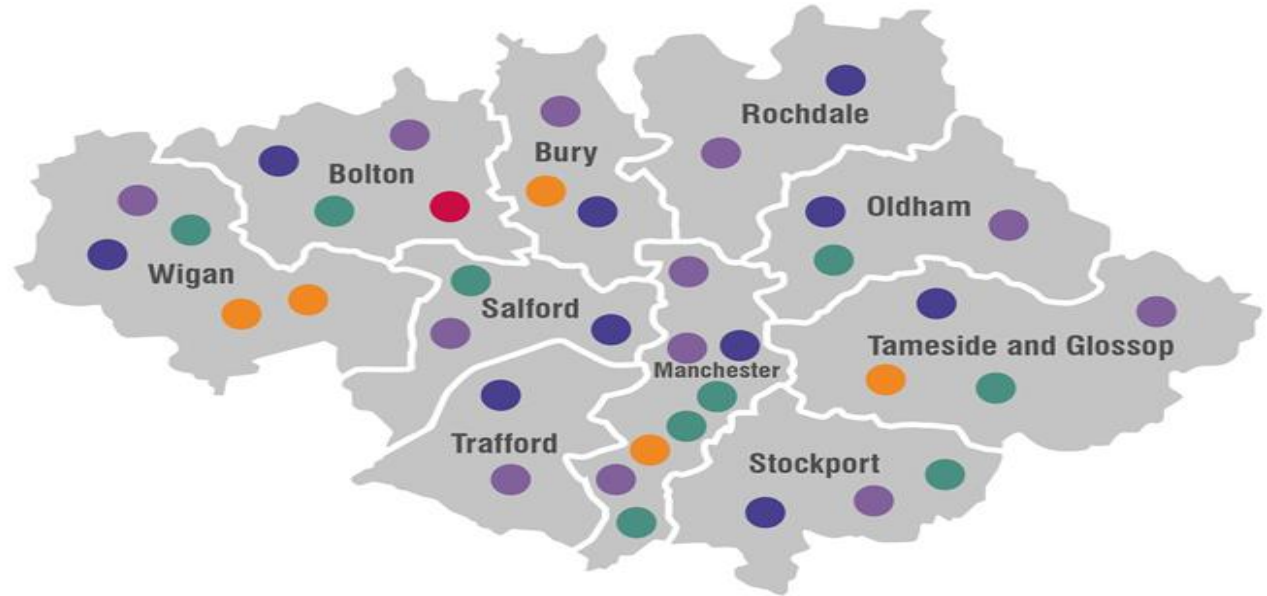 Rochdale
Bury
Bolton
Oldham
Wigan
Salford
Tameside and Glossop
Manchester
Trafford
Stockport